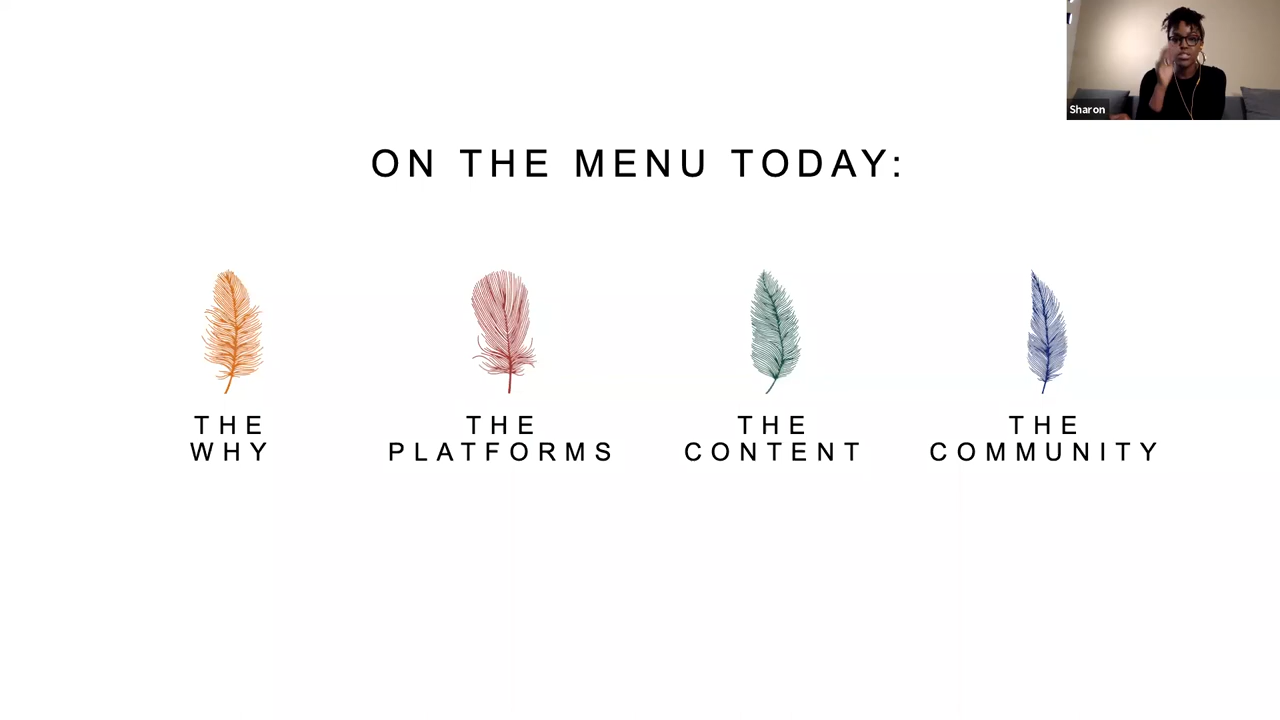 Sharon
ON THE MENU TODAY:
THE
WHY
THE
PLATFORMS
THE
CONTENT
THE
COMMUNITY